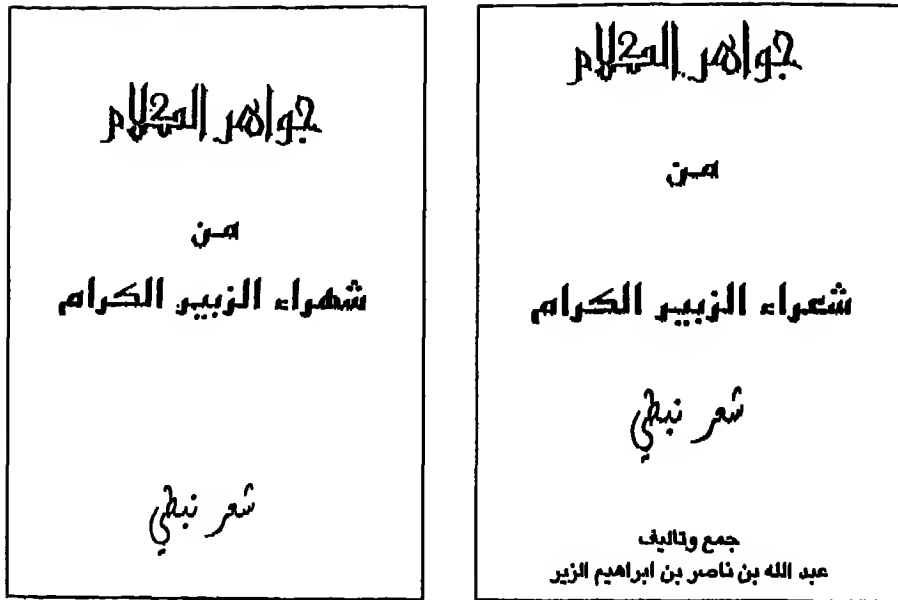 جواهر الكلام
من
شعراء الزبير الكرام
شعر نبطي
جمع وتاليف
عبد الله بن ناصر بن ابراهيم الزير
جواهر الكلام
من
شهراء الزبير الكرام
شعر نبطي